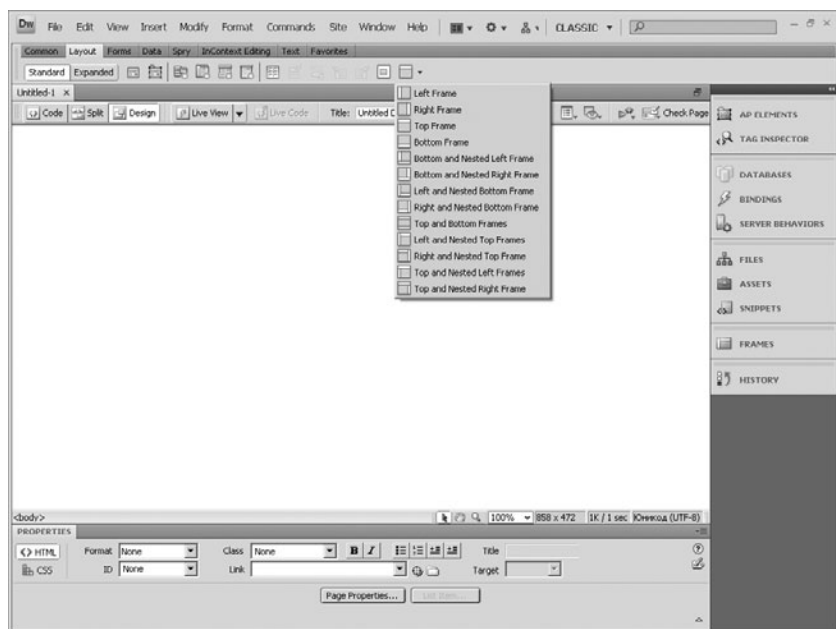 Dw File Edit View Insert Modify Format Commands Site Window Help CLASSIC
Common Layout Forms Data Spry InContext Editing Text Favorites
Standard Expanded
Untitled-1 ×
Code Split Design Live View Live Code Title: Untitled D Check Page
Left Frame
Right Frame
Top Frame
Bottom Frame
Bottom and Nested Left Frame
Bottom and Nested Right Frame
Left and Nested Bottom Frame
Right and Nested Bottom Frame
Top and Bottom Frames
Left and Nested Top Frames
Right and Nested Top Frame
Top and Nested Left Frames
Top and Nested Right Frame
AP ELEMENTS
TAG INSPECTOR
DATABASES
BINDINGS
SERVER BEHAVIORS
FILES
ASSETS
SNIPPETS
FRAMES
HISTORY
<body> 100% 858 x 472 1K / 1 sec Юникод (UTF-8)
PROPERTIES
<> HTML Format None Class None B I Title
CSS ID None Link Target
Page Properties... List Item...